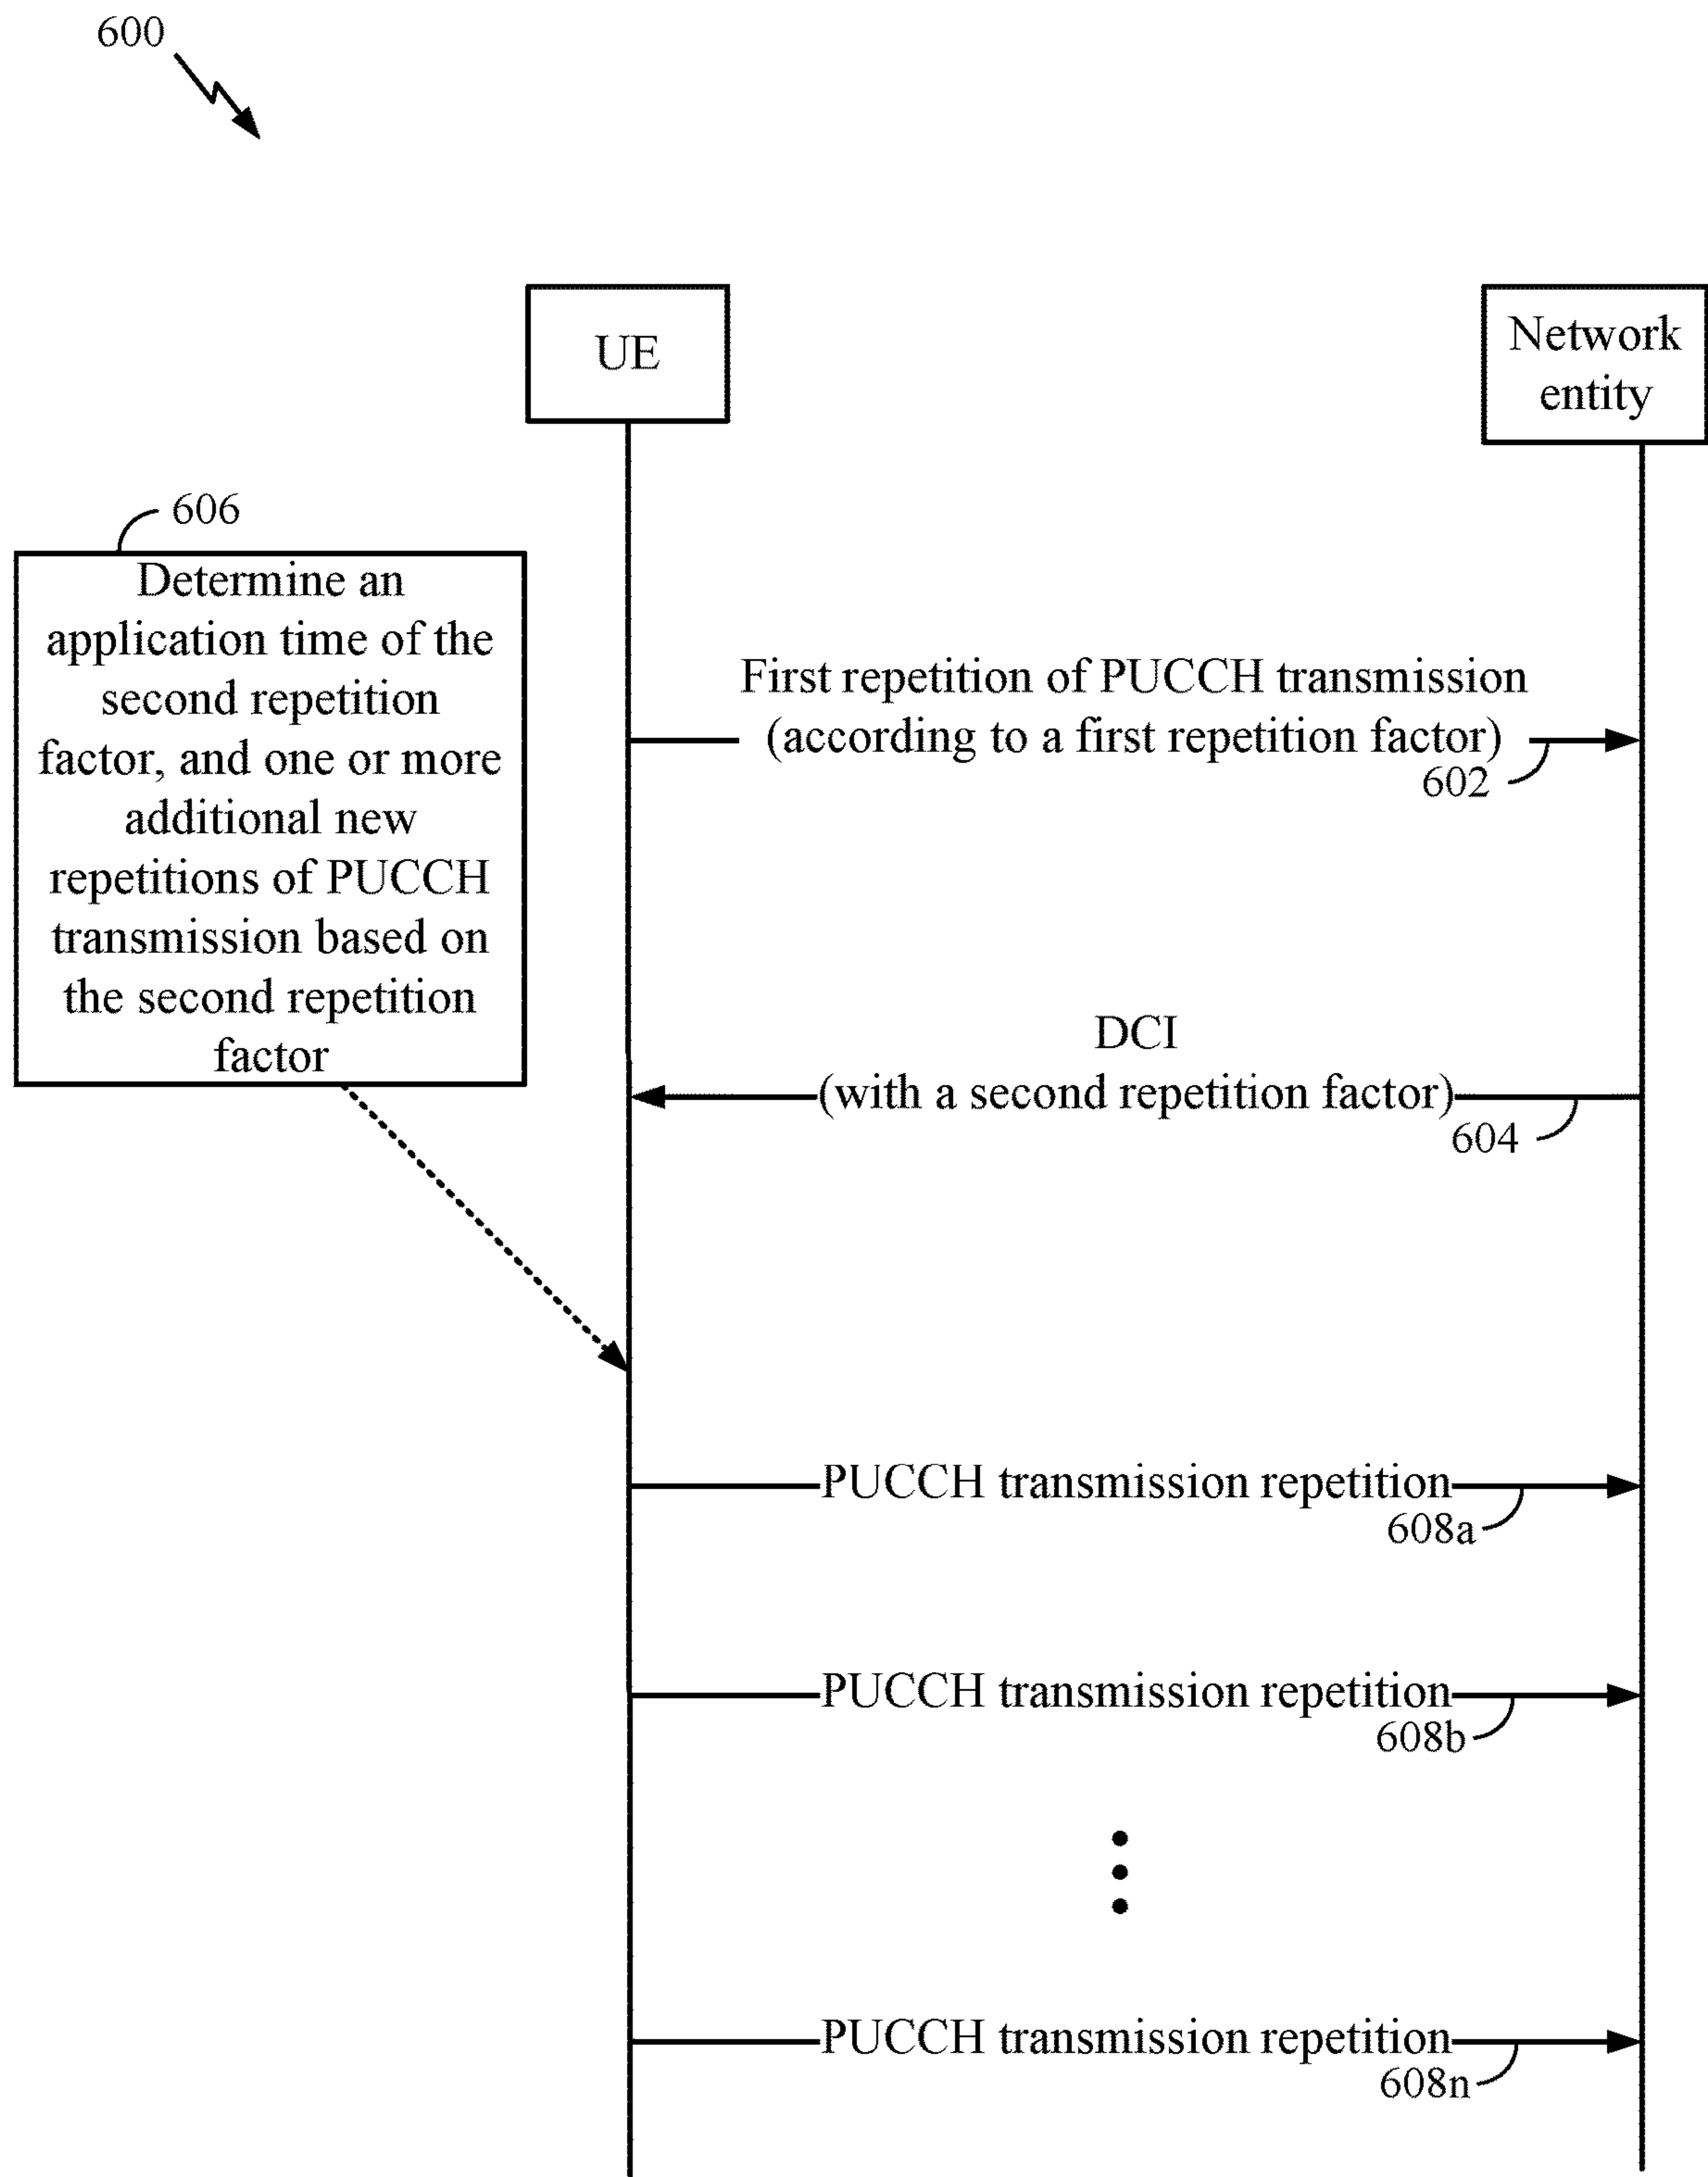 600
UE
Network
entity
606
Determine an
application time of the
second repetition
factor, and one or more
additional new
repetitions of PUCCH
transmission based on
the second repetition
factor
First repetition of PUCCH transmission
(according to a first repetition factor)
602
DCI
(with a second repetition factor)
604
PUCCH transmission repetition
608a
PUCCH transmission repetition
608b
PUCCH transmission repetition
608n